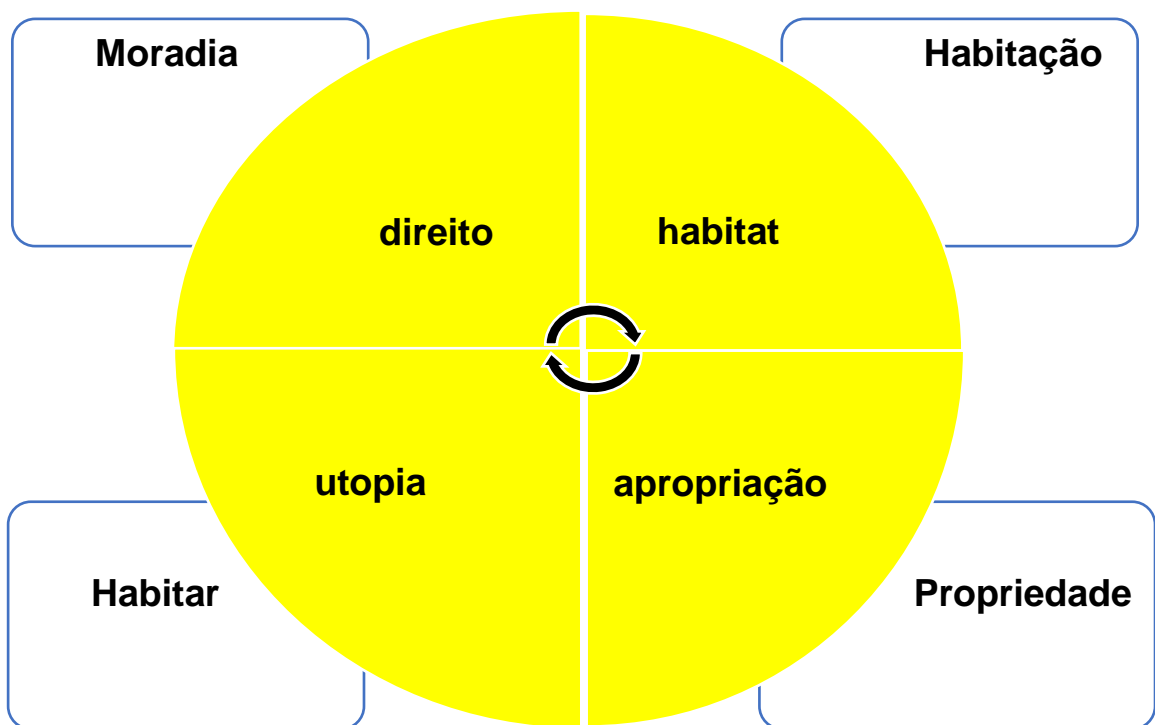 Moradia
Habitação
direito
habitat
utopia
apropriação
Habitar
Propriedade